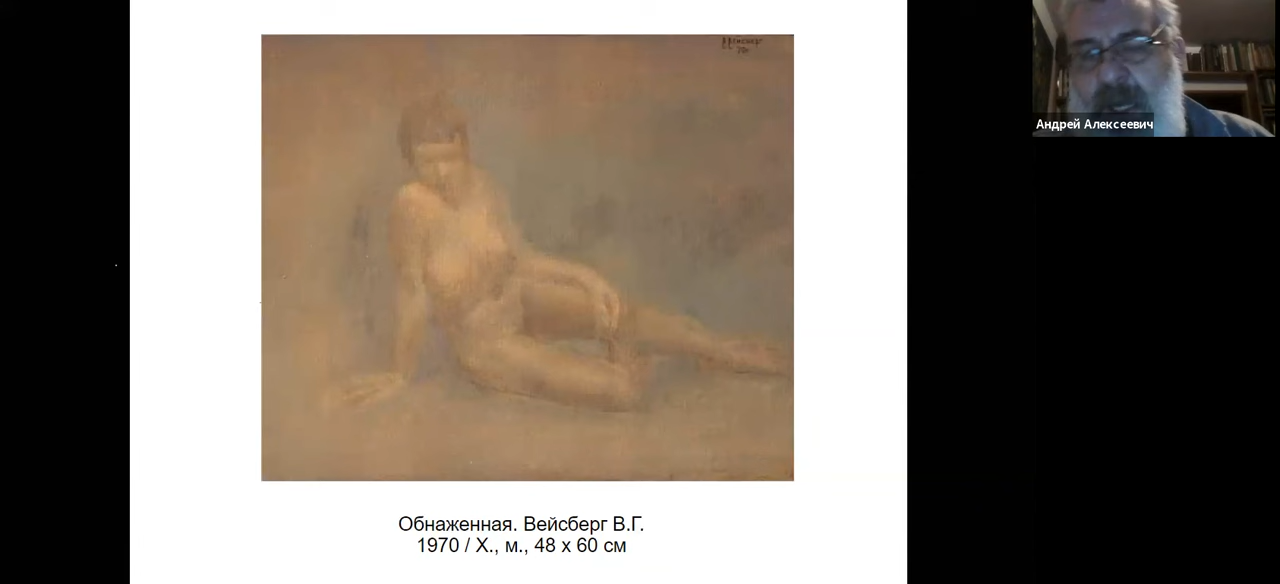 Андрей Алексеевич
Обнаженная. Вейсберг В.Г.
1970 / Х., м., 48 х 60 см